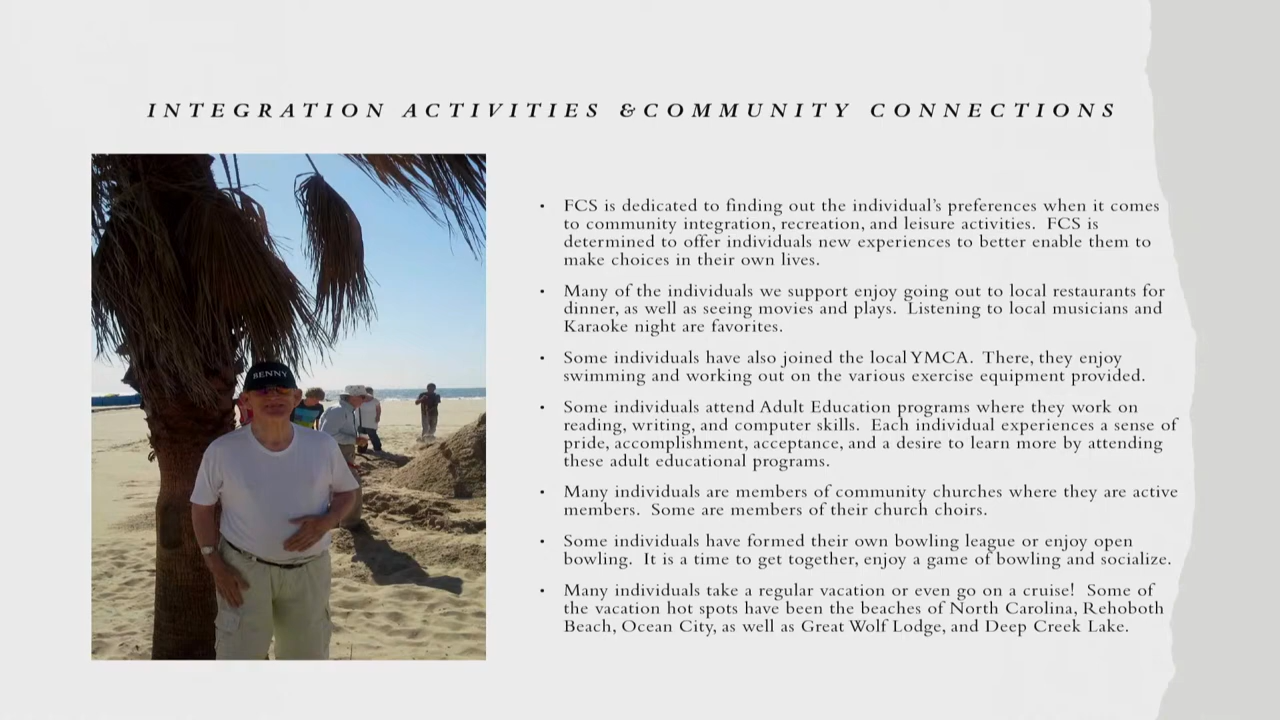 INTEGRATION ACTIVITIES &COMMUNITY CONNECTIONS
BENNY
• FCS is dedicated to finding out the individual’s preferences when it comes
to community integration, recreation, and leisure activities.  FCS is
determined to offer individuals new experiences to better enable them to
make choices in their own lives.
• Many of the individuals we support enjoy going out to local restaurants for
dinner, as well as seeing movies and plays.  Listening to local musicians and
Karaoke night are favorites.
• Some individuals have also joined the local YMCA.  There, they enjoy
swimming and working out on the various exercise equipment provided.
• Some individuals attend Adult Education programs where they work on
reading, writing, and computer skills.  Each individual experiences a sense of
pride, accomplishment, acceptance, and a desire to learn more by attending
these adult educational programs.
• Many individuals are members of community churches where they are active
members.  Some are members of their church choirs.
• Some individuals have formed their own bowling league or enjoy open
bowling.  It is a time to get together, enjoy a game of bowling and socialize.
• Many individuals take a regular vacation or even go on a cruise!  Some of
the vacation hot spots have been the beaches of North Carolina, Rehoboth
Beach, Ocean City, as well as Great Wolf Lodge, and Deep Creek Lake.